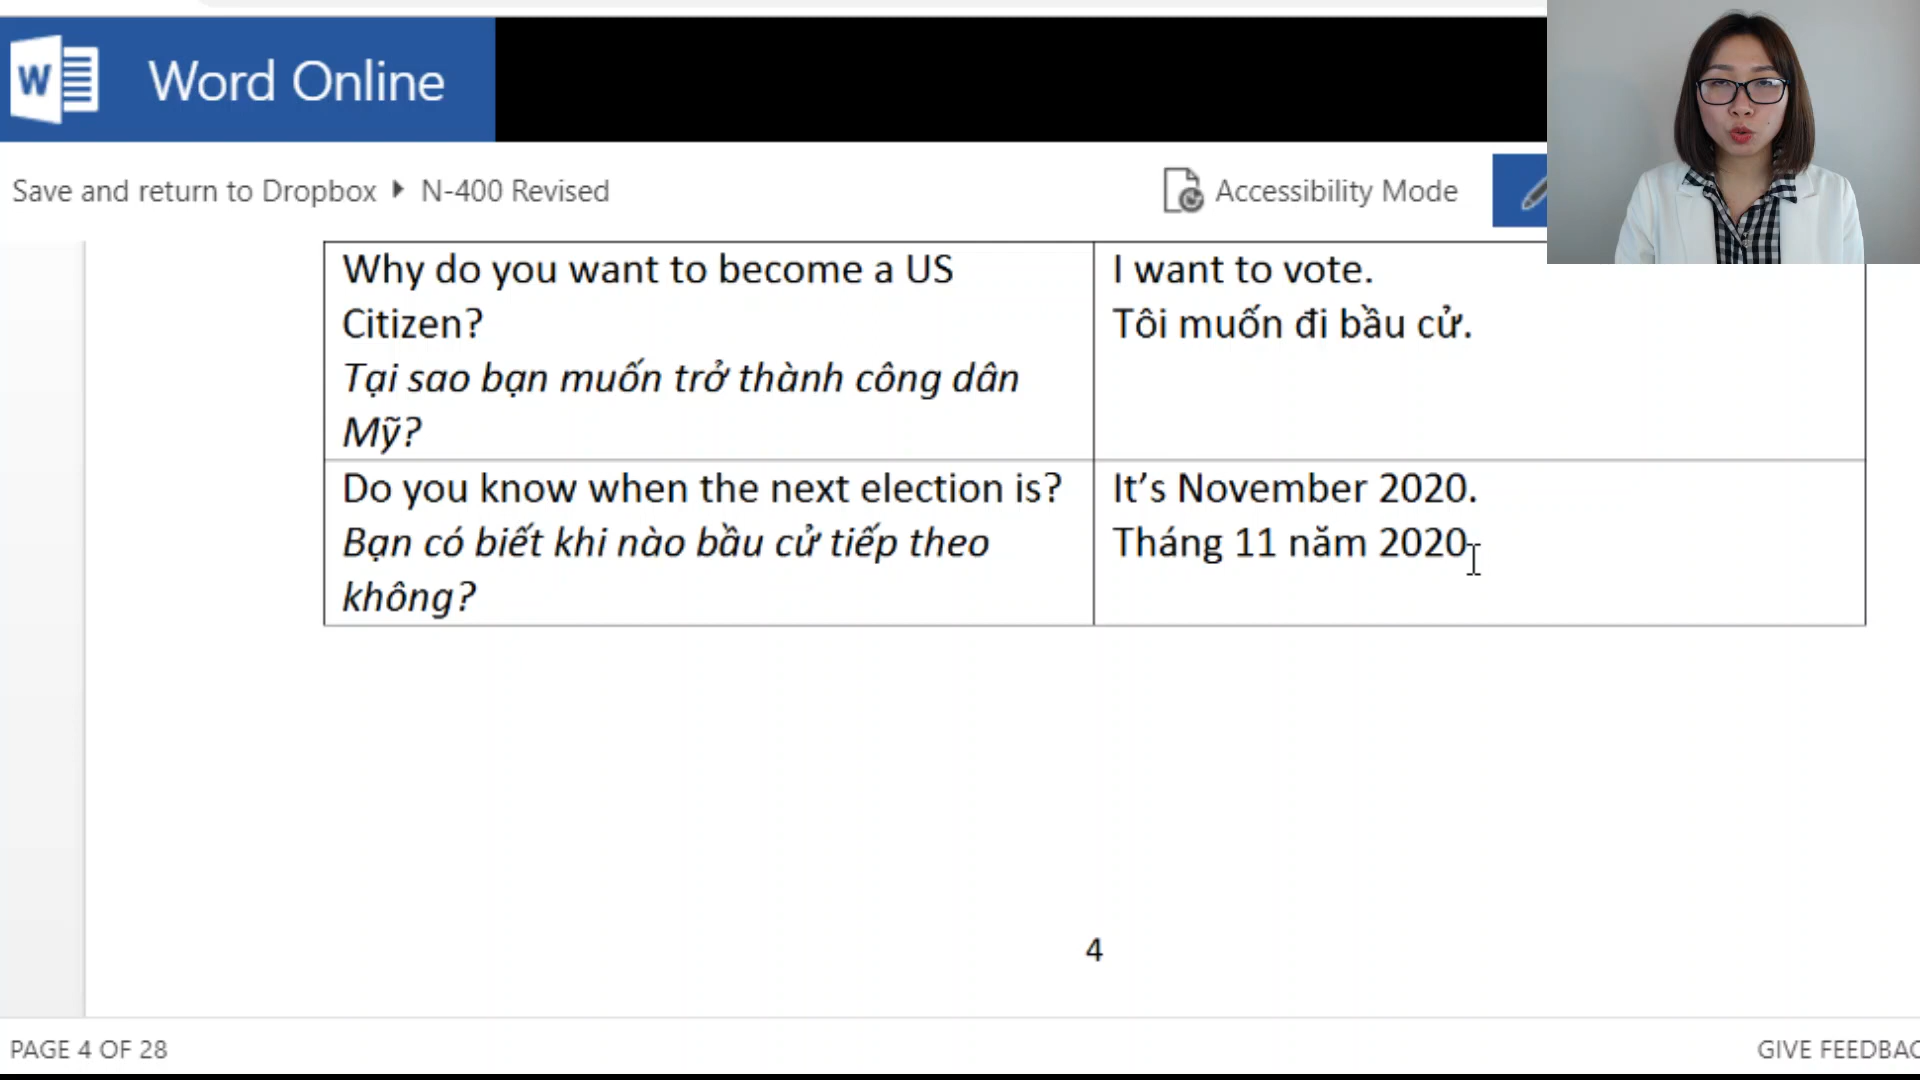 W
Word Online
Save and return to Dropbox
N-400 Revised
Accessibility Mode
Why do you want to become a US
Citizen?
Tại sao bạn muốn trở thành công dân
Mỹ?
I want to vote.
Tôi muốn đi bầu cử.
Do you know when the next election is?
Bạn có biết khi nào bầu cử tiếp theo
không?
It’s November 2020.
Tháng 11 năm 2020.
4
PAGE 4 OF 28
GIVE FEEDBAC